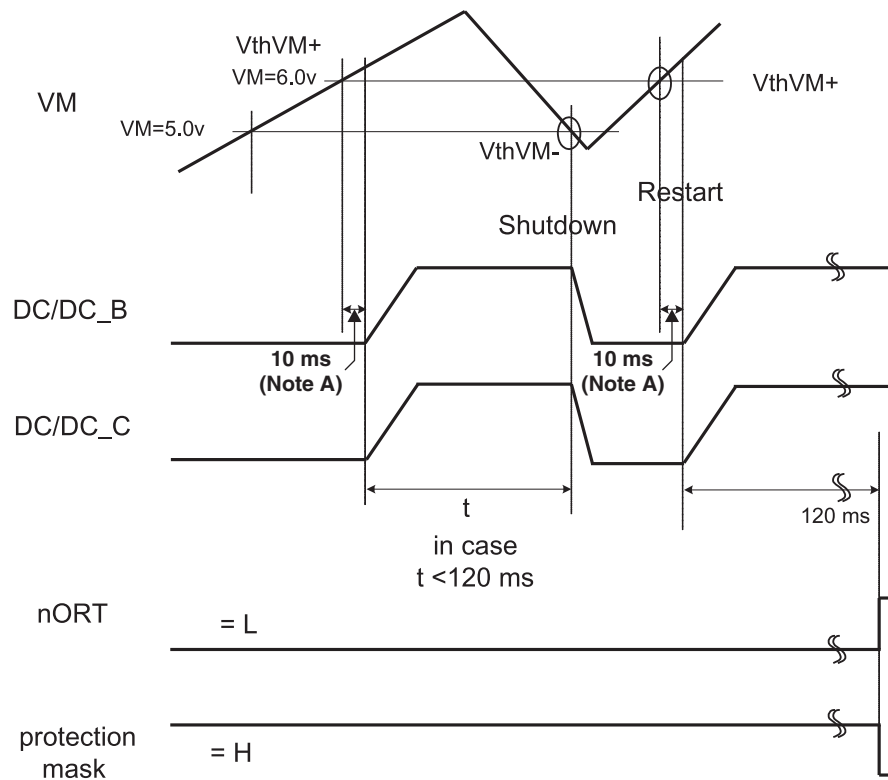 VthVM+
VM=6.0v
VM
VthVM+
VM=5.0v
VthVM-
Restart
Shutdown
DC/DC_B
10 ms
(Note A)
10 ms
(Note A)
DC/DC_C
t
120 ms
in case
t <120 ms
nORT
= L
protection
mask
= H